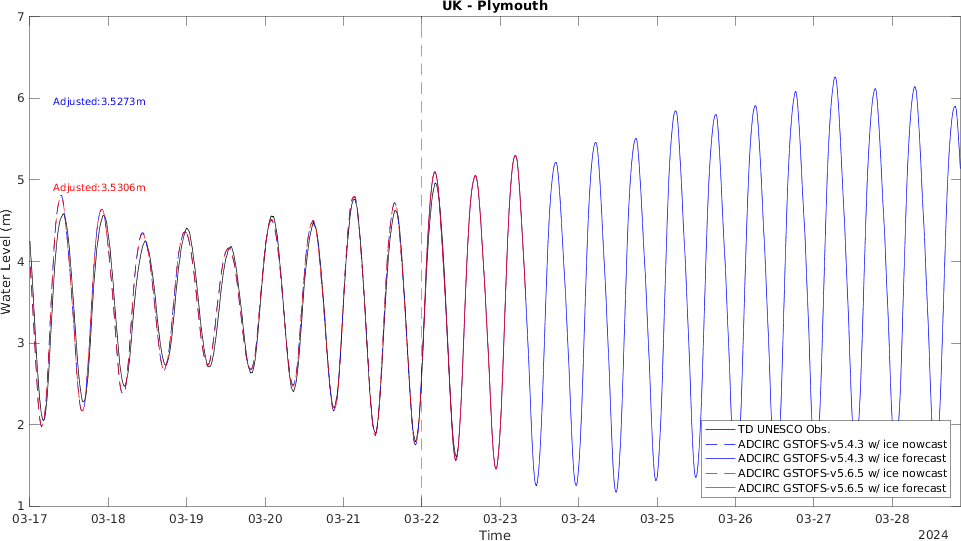 UK - Plymouth
7
6
5
4
3
2
1
Water Level (m)
Adjusted:3.5273m
Adjusted:3.5306m
TD UNESCO Obs.
ADCIRC GSTOFS-v5.4.3 w/ ice nowcast
ADCIRC GSTOFS-v5.4.3 w/ ice forecast
ADCIRC GSTOFS-v5.6.5 w/ ice nowcast
ADCIRC GSTOFS-v5.6.5 w/ ice forecast
03-17 03-18 03-19 03-20 03-21 03-22 03-23 03-24 03-25 03-26 03-27 03-28
Time
2024